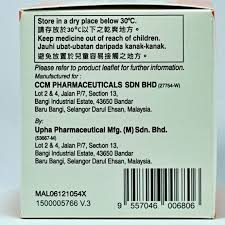 Store in a dry place below 30°C.
請存放於30°C以下之乾爽地方。
Keep medicine out of reach of children.
Jauhi ubat-ubatan daripada kanak-kanak.
避免放於兒童容易接觸之地方。
Please refer to product leaflet for further information.
Manufactured for :
CCM PHARMACEUTICALS SDN BHD (27754-W)
Lot 2 & 4, Jalan P/7, Section 13,
Bangi Industrial Estate, 43650 Bandar
Baru Bangi, Selangor Darul Ehsan, Malaysia.
By :
Upha Pharmaceutical Mfg. (M) Sdn. Bhd.
(53667-M)
Lot 2 & 4, Jalan P/7, Section 13,
Bangi Industrial Estate, 43650 Bandar
Baru Bangi, Selangor Darul Ehsan, Malaysia.
MAL06121054X
1500005766 V.3
9 557046 006806